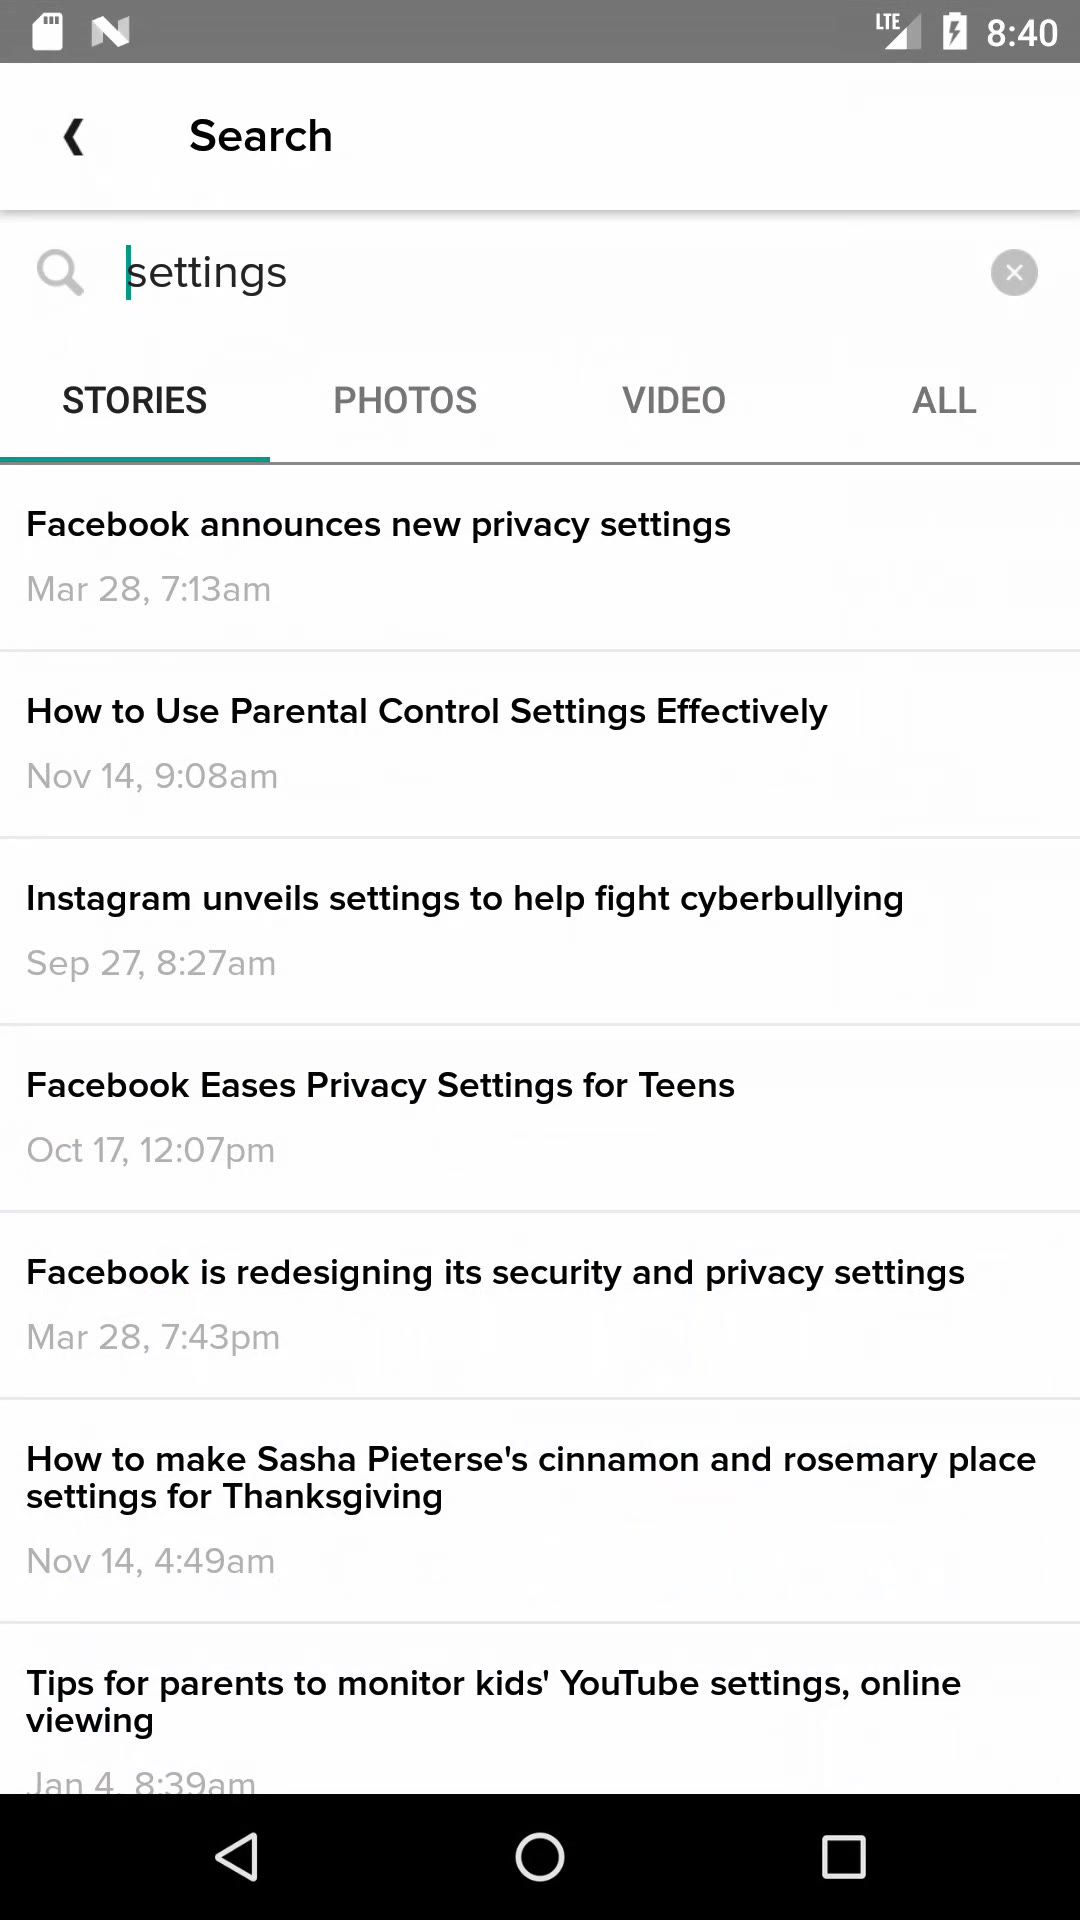 LTE 8:40
Search
settings
STORIES PHOTOS VIDEO ALL
Facebook announces new privacy settings
Mar 28, 7:13am
How to Use Parental Control Settings Effectively
Nov 14, 9:08am
Instagram unveils settings to help fight cyberbullying
Sep 27, 8:27am
Facebook Eases Privacy Settings for Teens
Oct 17, 12:07pm
Facebook is redesigning its security and privacy settings
Mar 28, 7:43pm
How to make Sasha Pieterse's cinnamon and rosemary place
settings for Thanksgiving
Nov 14, 4:49am
Tips for parents to monitor kids' YouTube settings, online
viewing
Jan 4, 8:39am